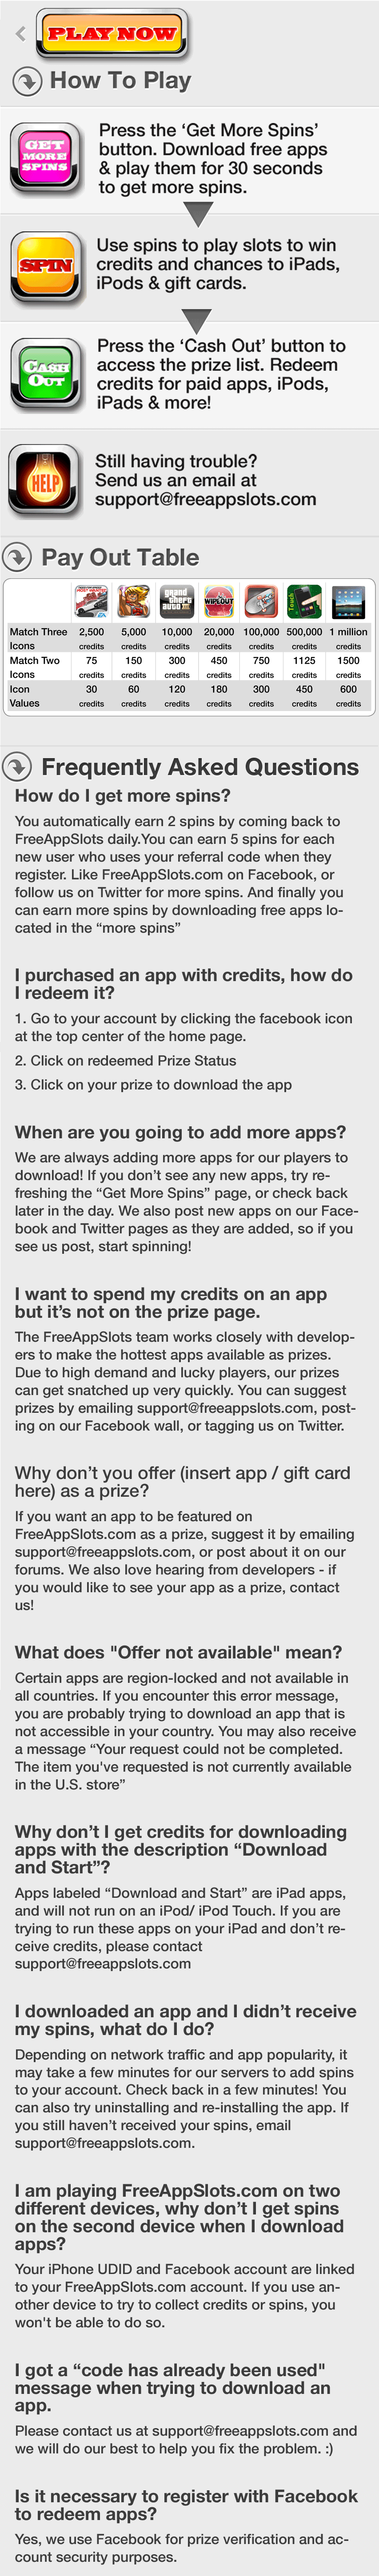 PLAY NOW
How To Play
GET
MORE
SPINS
Press the ‘Get More Spins’
button. Download free apps
& play them for 30 seconds
to get more spins.
SPIN
Use spins to play slots to win
credits and chances to iPads,
iPods & gift cards.
CASH
OUT
Press the ‘Cash Out’ button to
access the prize list. Redeem
credits for paid apps, iPods,
iPads & more!
HELP
Still having trouble?
Send us an email at
support@freeappslots.com
Pay Out Table
grand
theft
auto
WIPEOUT
Touch
Match Three 2,500 5,000 10,000 20,000 100,000 500,000 1 million
Icons credits credits credits credits credits credits credits
Match Two 75 150 300 450 750 1125 1500
Icons credits credits credits credits credits credits credits
Icon 30 60 120 180 300 450 600
Values credits credits credits credits credits credits credits
Frequently Asked Questions
How do I get more spins?
You automatically earn 2 spins by coming back to
FreeAppSlots daily.You can earn 5 spins for each
new user who uses your referral code when they
register. Like FreeAppSlots.com on Facebook, or
follow us on Twitter for more spins. And finally you
can earn more spins by downloading free apps lo-
cated in the “more spins”
I purchased an app with credits, how do
I redeem it?
1. Go to your account by clicking the facebook icon
at the top center of the home page.
2. Click on redeemed Prize Status
3. Click on your prize to download the app
When are you going to add more apps?
We are always adding more apps for our players to
download! If you don’t see any new apps, try re-
freshing the “Get More Spins” page, or check back
later in the day. We also post new apps on our Face-
book and Twitter pages as they are added, so if you
see us post, start spinning!
I want to spend my credits on an app
but it’s not on the prize page.
The FreeAppSlots team works closely with develop-
ers to make the hottest apps available as prizes.
Due to high demand and lucky players, our prizes
can get snatched up very quickly. You can suggest
prizes by emailing support@freeappslots.com, post-
ing on our Facebook wall, or tagging us on Twitter.
Why don’t you offer (insert app / gift card
here) as a prize?
If you want an app to be featured on
FreeAppSlots.com as a prize, suggest it by emailing
support@freeappslots.com, or post about it on our
forums. We also love hearing from developers - if
you would like to see your app as a prize, contact
us!
What does "Offer not available" mean?
Certain apps are region-locked and not available in
all countries. If you encounter this error message,
you are probably trying to download an app that is
not accessible in your country. You may also receive
a message “Your request could not be completed.
The item you've requested is not currently available
in the U.S. store”
Why don’t I get credits for downloading
apps with the description “Download
and Start”?
Apps labeled “Download and Start” are iPad apps,
and will not run on an iPod/ iPod Touch. If you are
trying to run these apps on your iPad and don’t re-
ceive credits, please contact
support@freeappslots.com
I downloaded an app and I didn’t receive
my spins, what do I do?
Depending on network traffic and app popularity, it
may take a few minutes for our servers to add spins
to your account. Check back in a few minutes! You
can also try uninstalling and re-installing the app. If
you still haven’t received your spins, email
support@freeappslots.com.
I am playing FreeAppSlots.com on two
different devices, why don’t I get spins
on the second device when I download
apps?
Your iPhone UDID and Facebook account are linked
to your FreeAppSlots.com account. If you use an-
other device to try to collect credits or spins, you
won't be able to do so.
I got a “code has already been used"
message when trying to download an
app.
Please contact us at support@freeappslots.com and
we will do our best to help you fix the problem. :)
Is it necessary to register with Facebook
to redeem apps?
Yes, we use Facebook for prize verification and ac-
count security purposes.